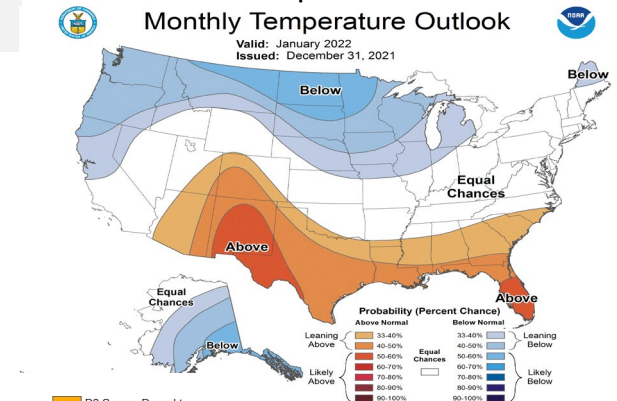 Monthly Temperature Outlook
NOAA
Valid: January 2022
Issued: December 31, 2021
Below
Below
Equal
Chances
Above
Above
Equal
Chances
Below
Probability (Percent Chance)
Above Normal
Below Normal
Leaning
Above
33-40%
40-50%
50-60%
60-70%
70-80%
80-90%
90-100%
Likely
Above
Equal
Chances
33-40%
40-50%
50-60%
60-70%
70-80%
80-90%
90-100%
Leaning
Below
Likely
Below